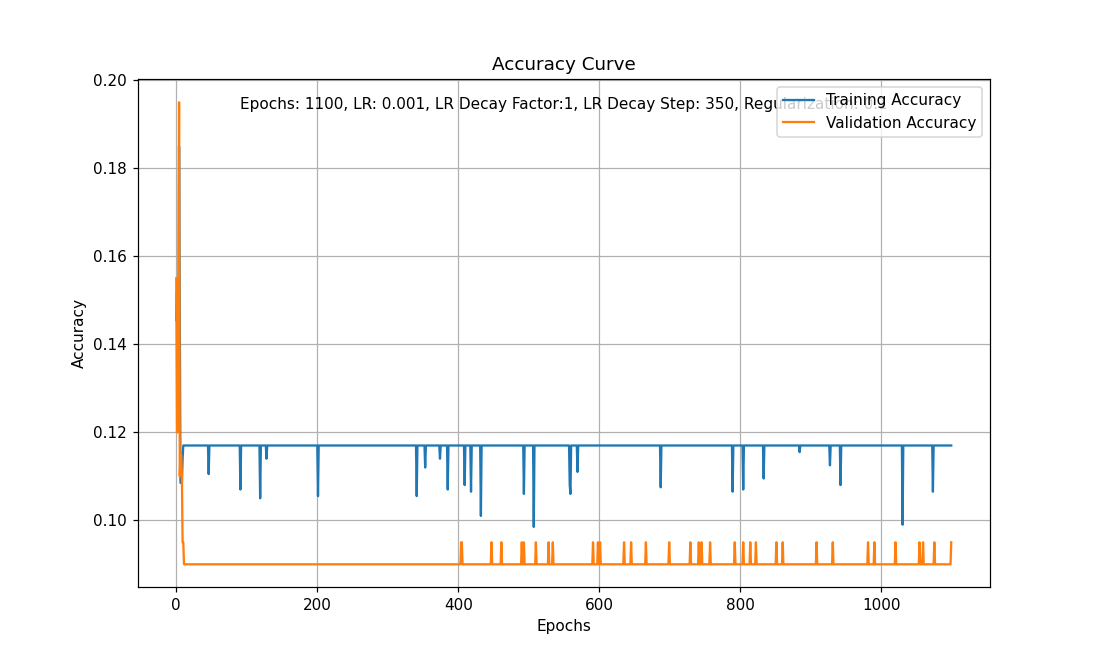 Accuracy Curve
Epochs: 1100, LR: 0.001, LR Decay Factor:1, LR Decay Step: 350, Regularization:
Training Accuracy
Validation Accuracy
Accuracy
0.20
0.18
0.16
0.14
0.12
0.10
0 200 400 600 800 1000
Epochs